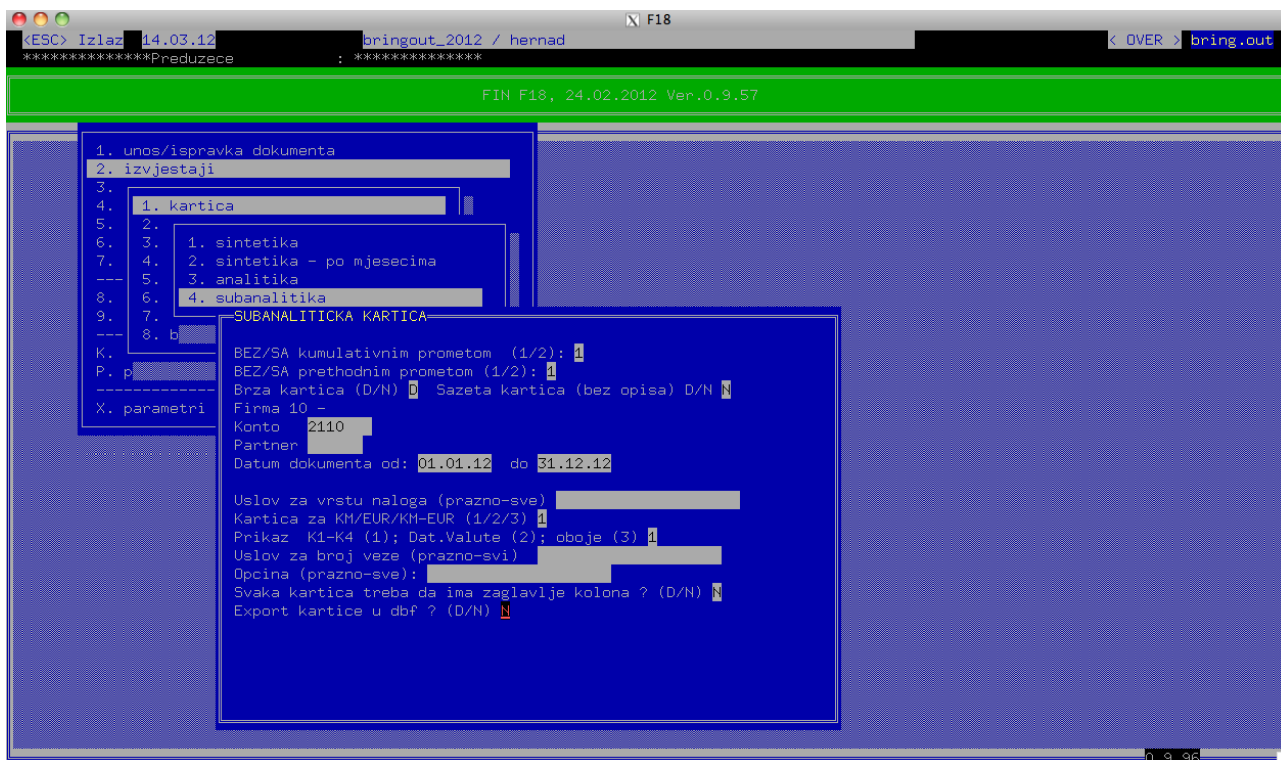 F18
<ESC> Izlaz 14.03.12 bringout_2012 / hernad < OVER > bring.out
**************Preduzece : **************
FIN F18, 24.02.2012 Ver.0.9.57
1. unos/ispravka dokumenta
2. izvjestaji
3.
4. 1. kartica
5. 2.
6. 3. 1. sintetika
7. 4. 2. sintetika - po mjesecima
--- 5. 3. analitika
8. 6. 4. subanalitika
9. 7. SUBANALITICKA KARTICA
--- 8. b
K. BEZ/SA kumulativnim prometom (1/2): 1
P. p BEZ/SA prethodnim prometom (1/2): 1
------------- Brza kartica (D/N) D Sazeta kartica (bez opisa) D/N N
X. parametri Firma 10 -
Konto 2110
Partner
Datum dokumenta od: 01.01.12 do 31.12.12
Uslov za vrstu naloga (prazno-sve)
Kartica za KM/EUR/KM-EUR (1/2/3) 1
Prikaz K1-K4 (1); Dat.Valute (2); oboje (3) 1
Uslov za broj veze (prazno-svi)
Opcina (prazno-sve):
Svaka kartica treba da ima zaglavlje kolona ? (D/N) N
Export kartice u dbf ? (D/N) N
0.9.96